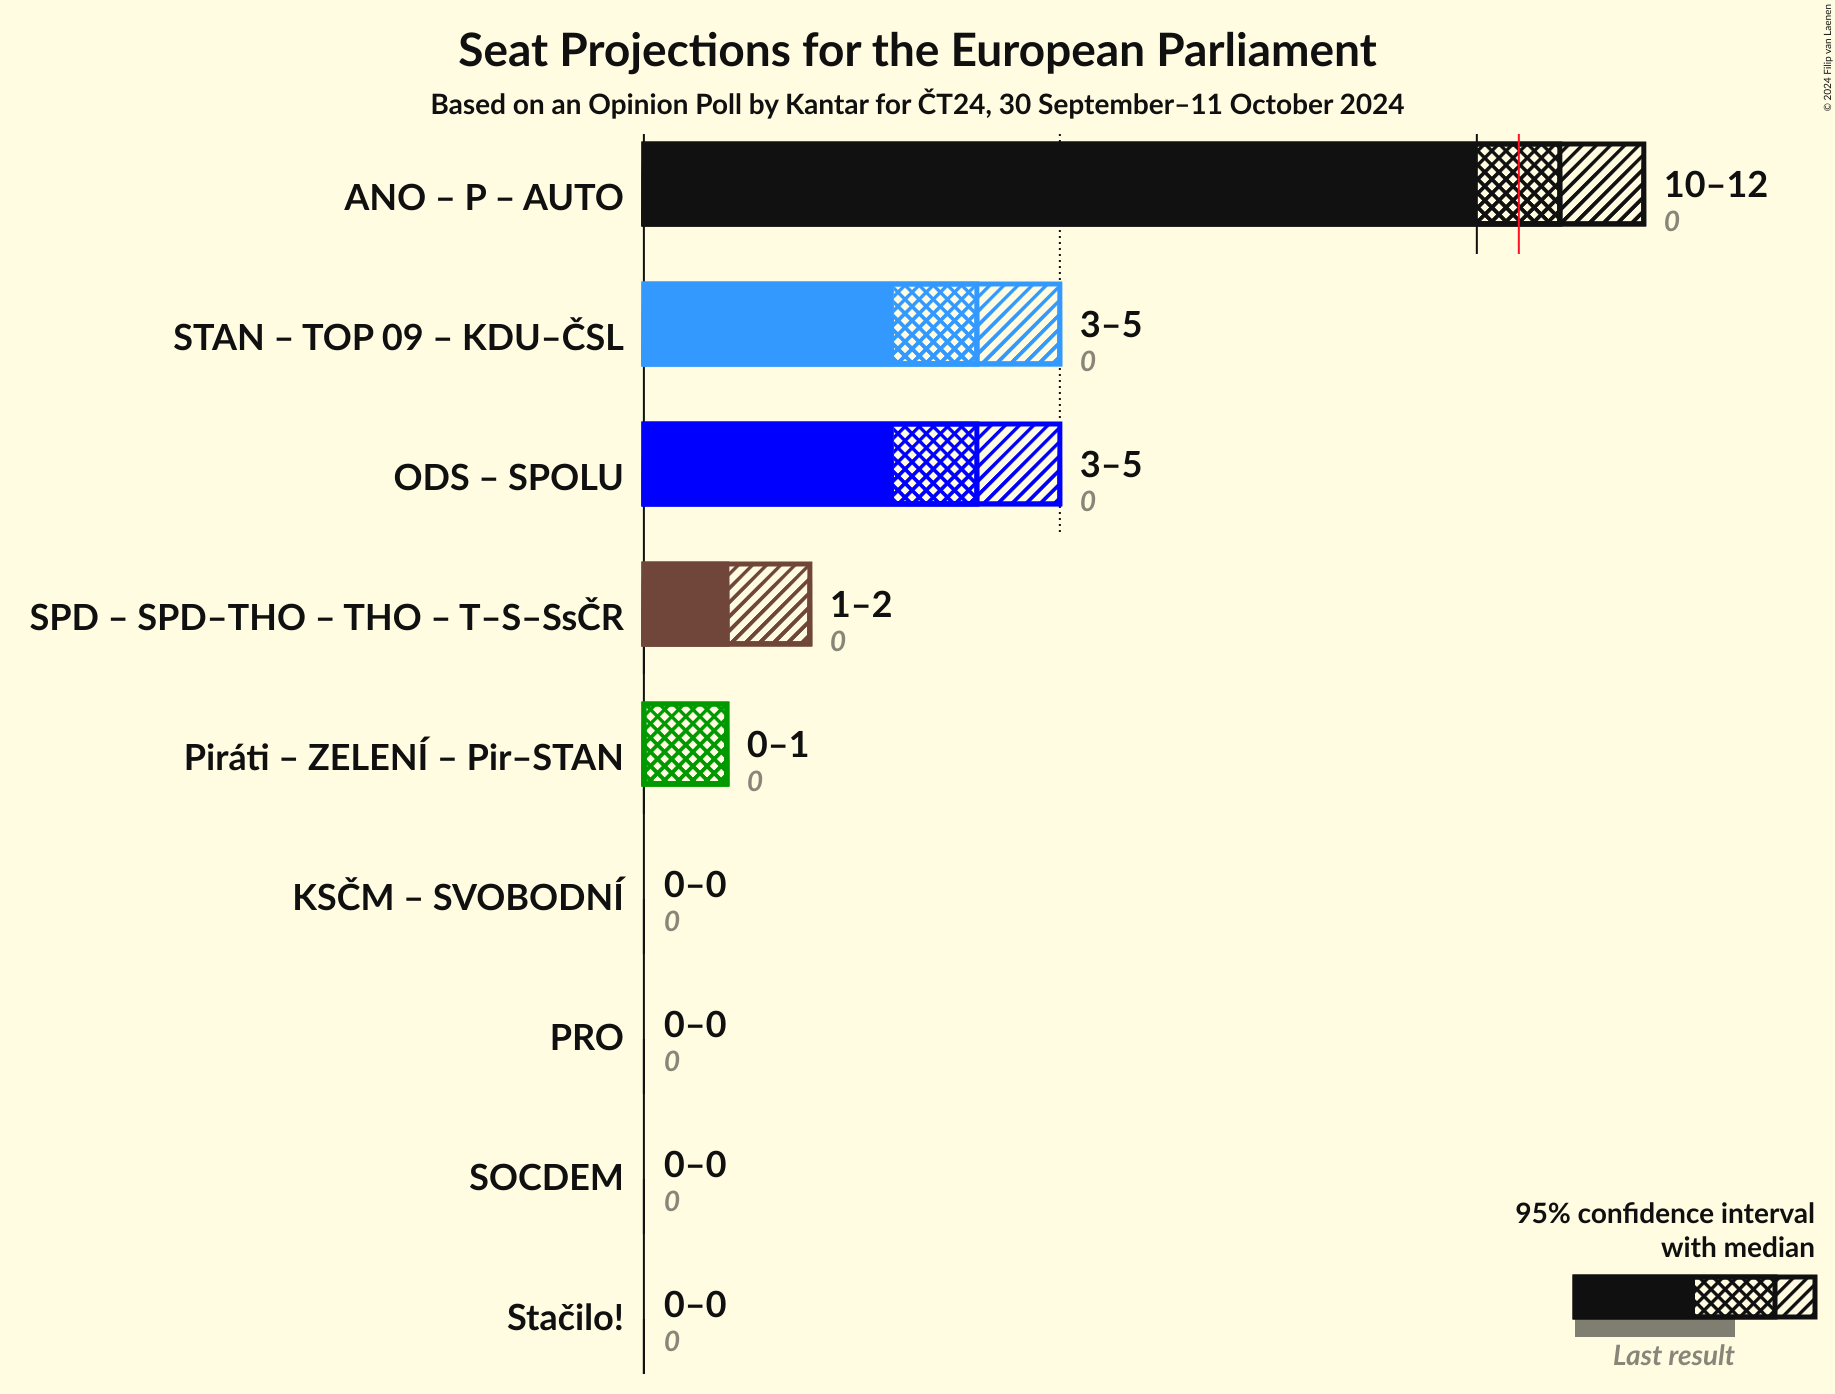 Seat Projections for the European Parliament
Based on an Opinion Poll by Kantar for ČT24, 30 September–11 October 2024
© 2024 Filip van Laenen
ANO – P – AUTO
10–12
0
STAN – TOP 09 – KDU–ČSL
3–5
0
ODS – SPOLU
3–5
0
SPD – SPD–THO – THO – T–S–SsČR
1–2
0
Piráti – ZELENÍ – Pir–STAN
0–1
0
KSČM – SVOBODNÍ
0–0
0
PRO
0–0
0
SOCDEM
0–0
0
Stačilo!
0–0
0
95% confidence interval
with median
Last result